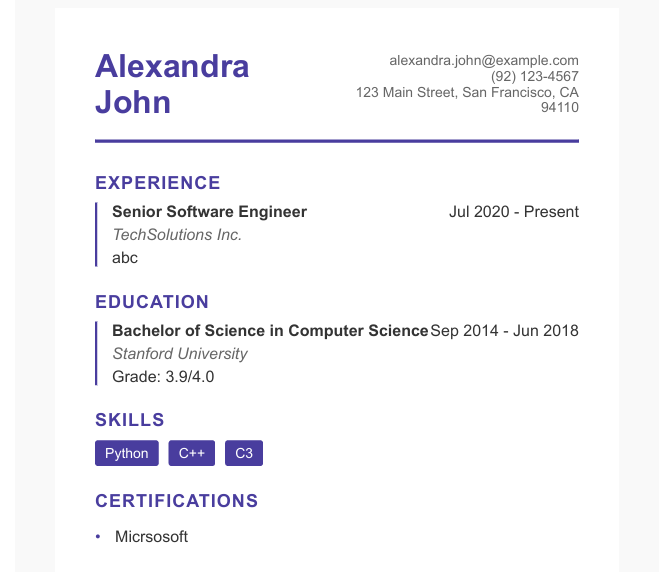 Alexandra
John
alexandra.john@example.com
(92) 123-4567
123 Main Street, San Francisco, CA
94110
EXPERIENCE
Senior Software Engineer Jul 2020 - Present
TechSolutions Inc.
abc
EDUCATION
Bachelor of Science in Computer Science Sep 2014 - Jun 2018
Stanford University
Grade: 3.9/4.0
SKILLS
Python C++ C3
CERTIFICATIONS
• Micrsosoft